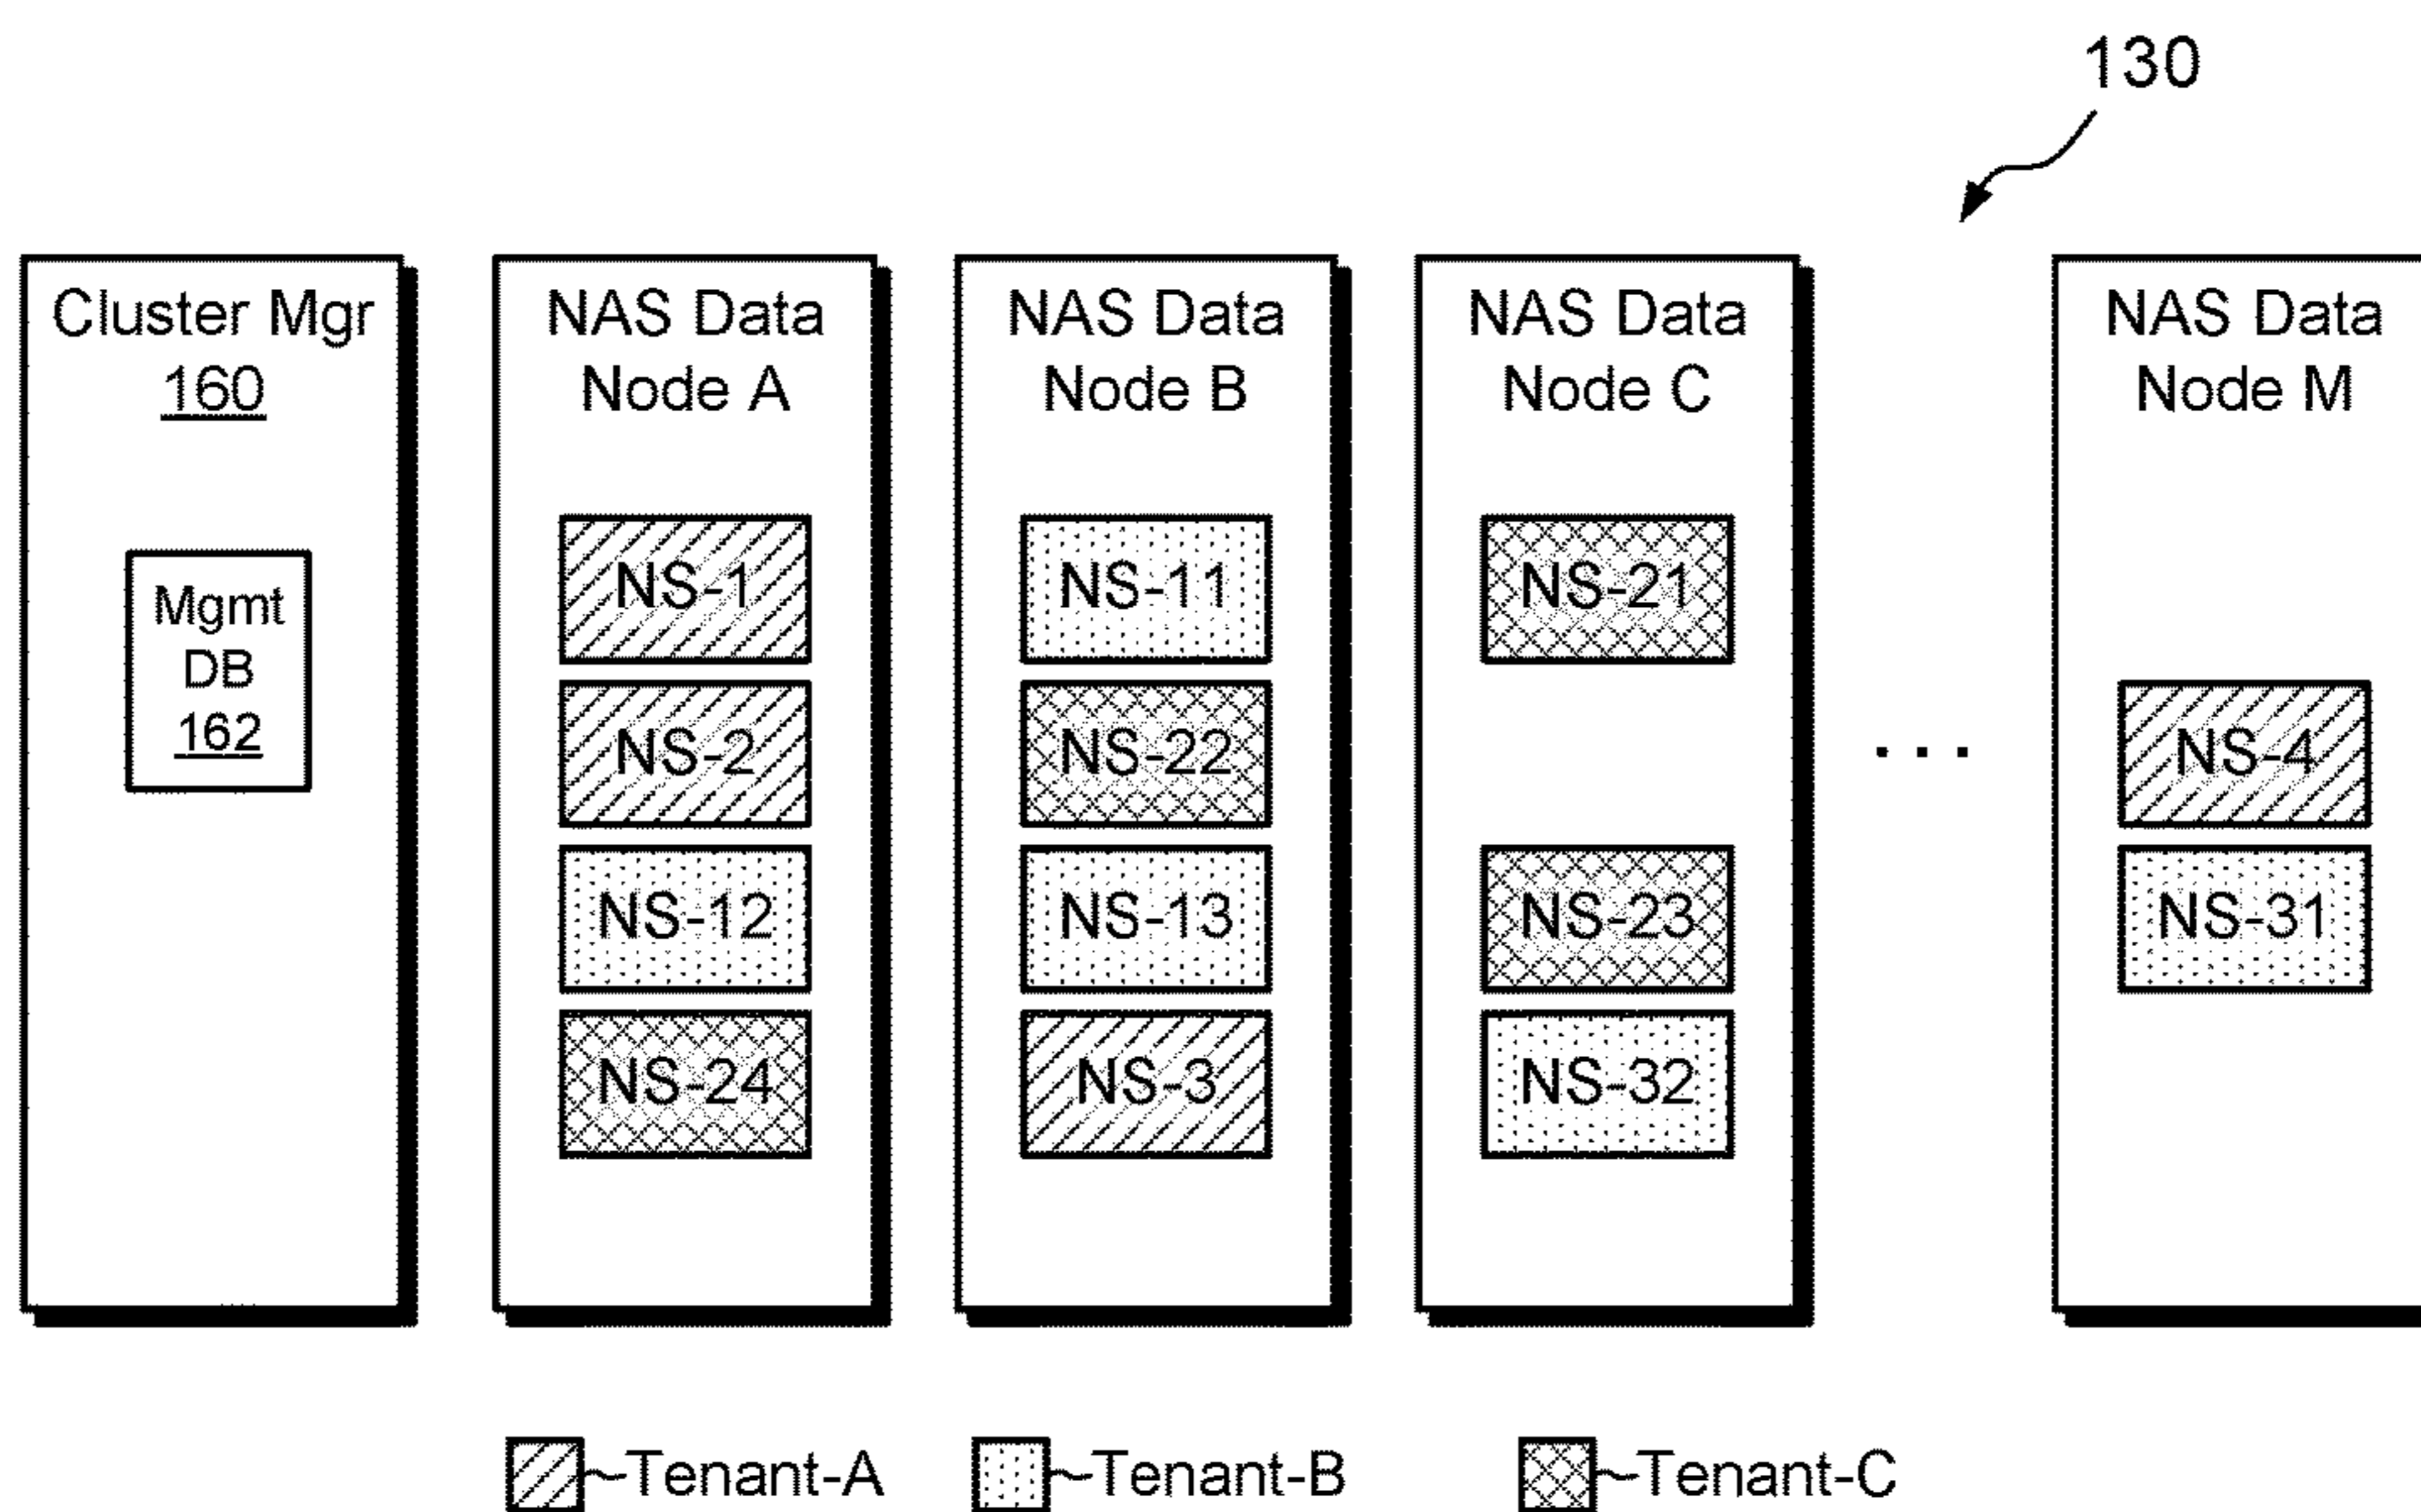 130
Cluster Mgr
160
Mgmt
DB
162
NAS Data
Node A
NS-1
NS-2
NS-12
NS-24
NAS Data
Node B
NS-11
NS-22
NS-13
NS-3
NAS Data
Node C
NS-21
NS-23
NS-32
. . .
NAS Data
Node M
NS-4
NS-31
Tenant-A
Tenant-B
Tenant-C